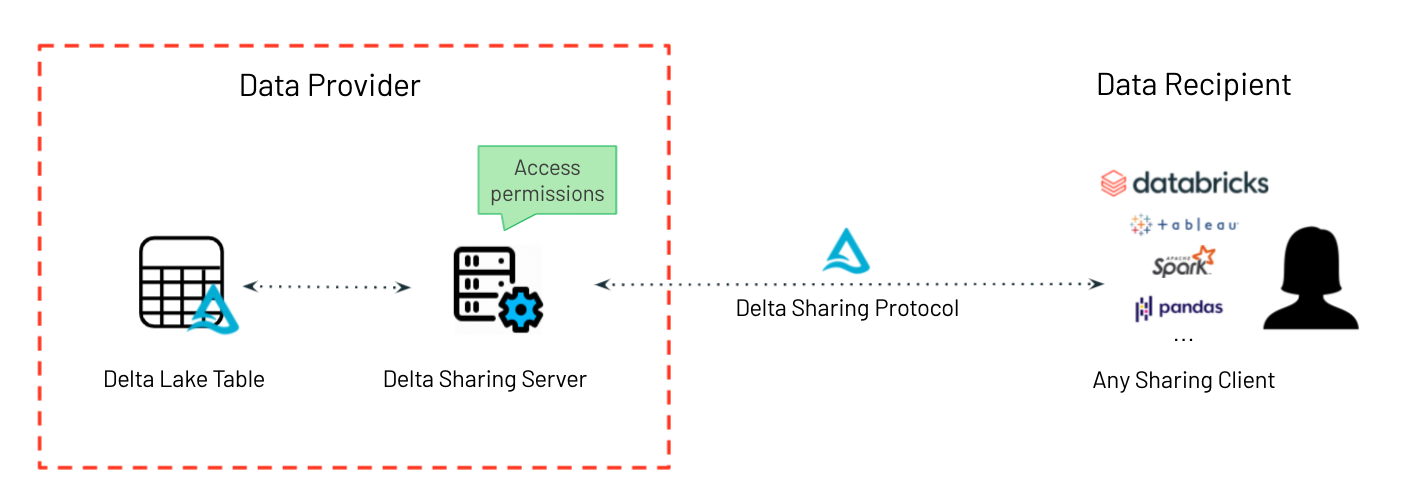 Data Provider
Data Recipient
Access
permissions
databricks
+ableau
APACHE
Spark
pandas
...
Delta Sharing Protocol
Delta Lake Table
Delta Sharing Server
Any Sharing Client